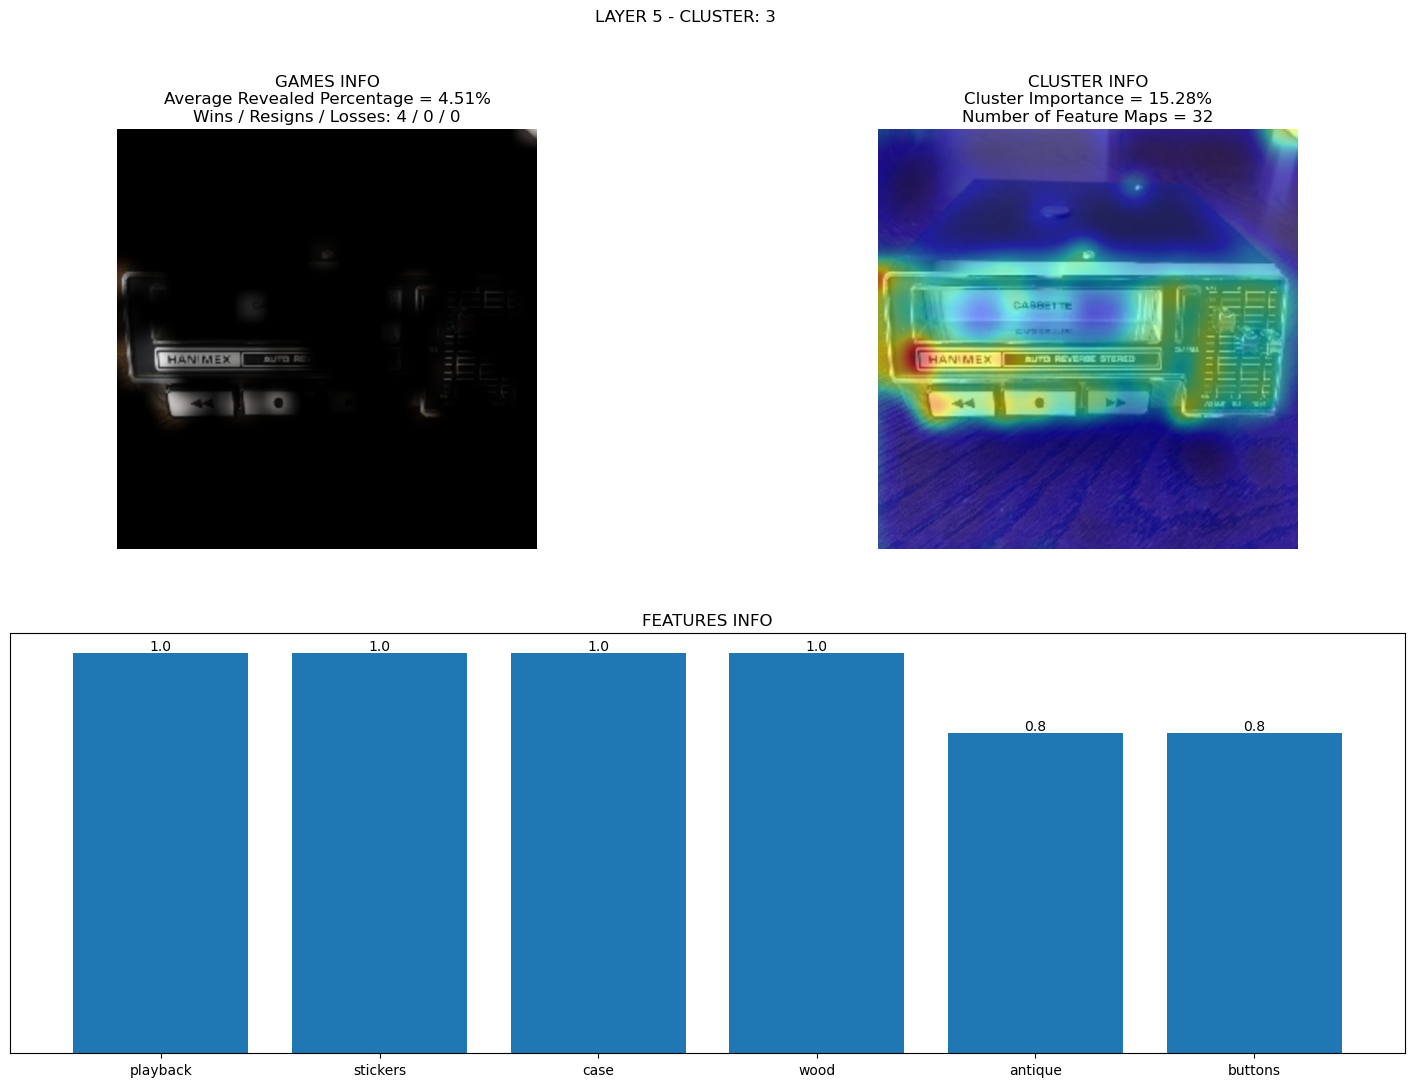 LAYER 5 - CLUSTER: 3
GAMES INFO
Average Revealed Percentage = 4.51%
Wins / Resigns / Losses: 4 / 0 / 0
HANIMEX
AUTO REV
CLUSTER INFO
Cluster Importance = 15.28%
Number of Feature Maps = 32
CASSETTE
HANIMEX
AUTO REVERSE STEREO
FEATURES INFO
1.0
1.0
1.0
1.0
0.8
0.8
playback
stickers
case
wood
antique
buttons